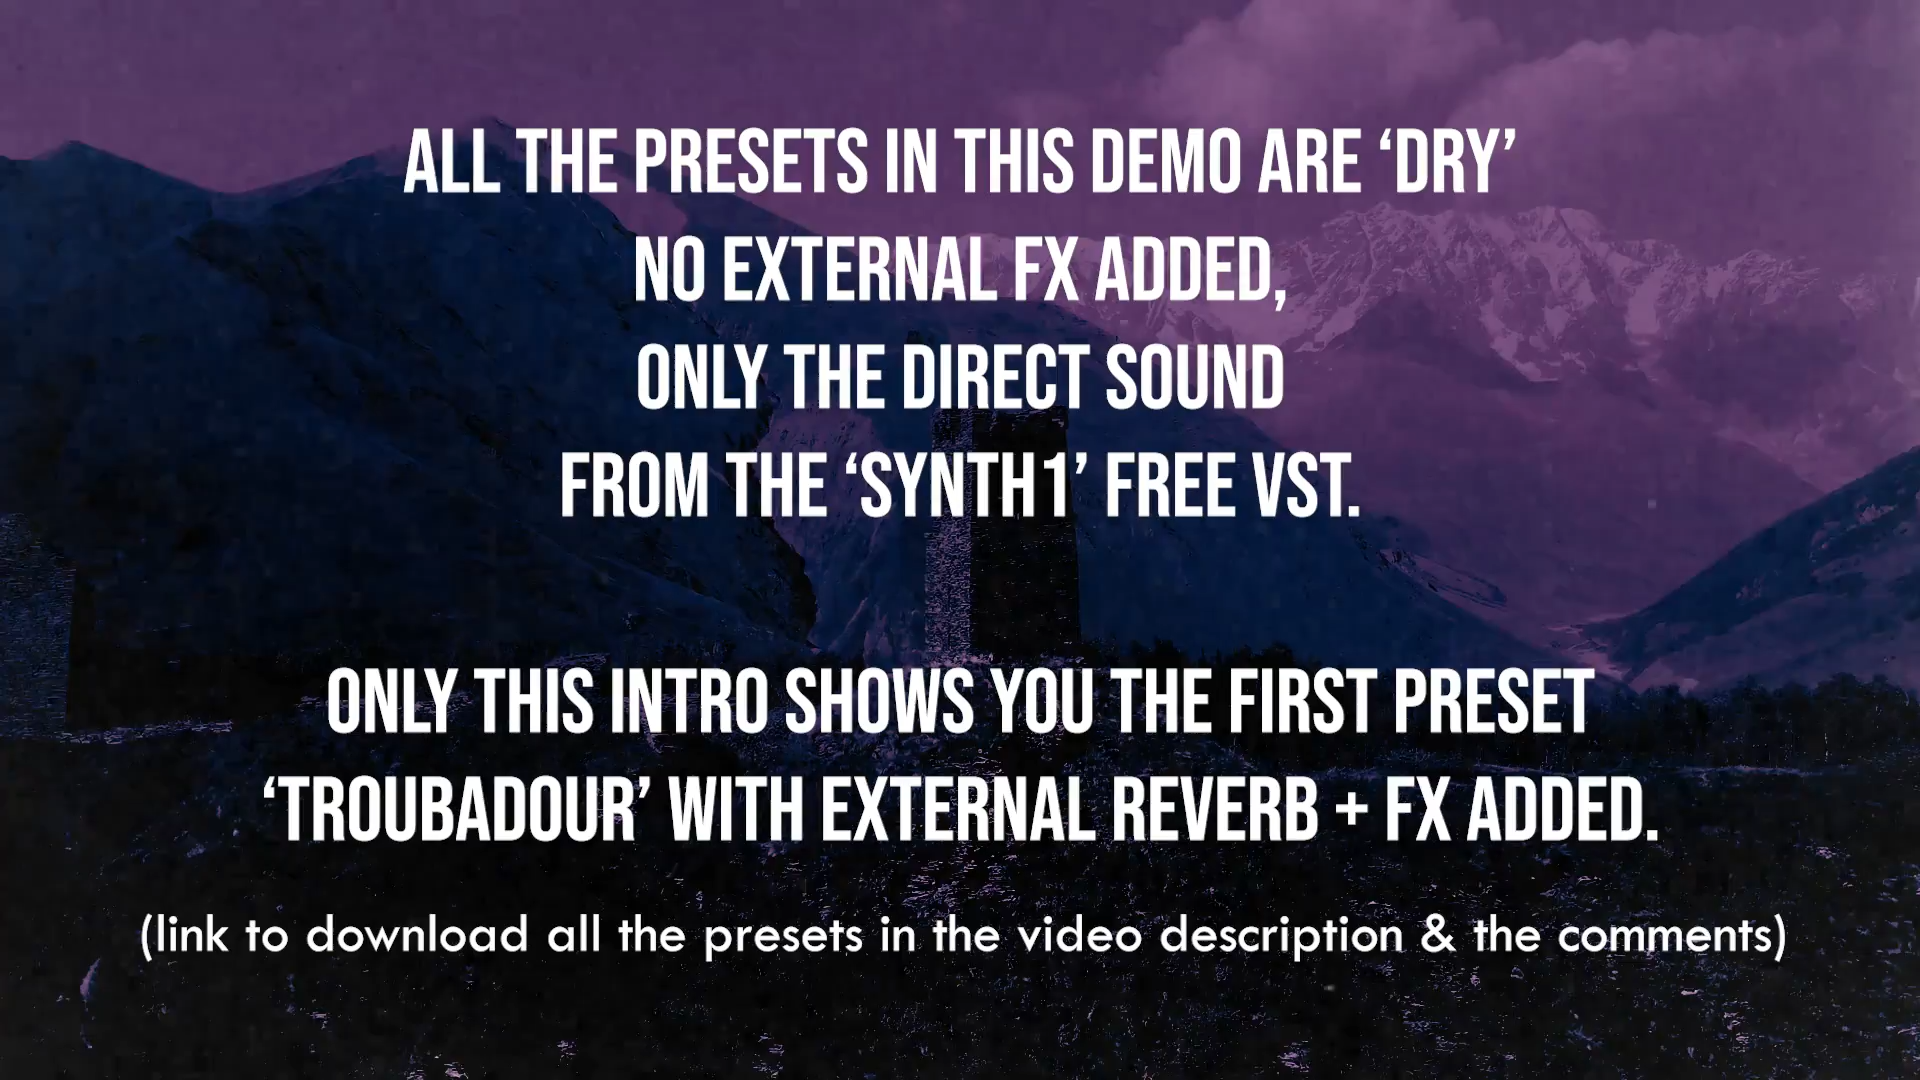 ALL THE PRESETS IN THIS DEMO ARE ‘DRY’
NO EXTERNAL FX ADDED,
ONLY THE DIRECT SOUND
FROM THE ‘SYNTH1’ FREE VST.
ONLY THIS INTRO SHOWS YOU THE FIRST PRESET
‘TROUBADOUR’ WITH EXTERNAL REVERB + FX ADDED.
(link to download all the presets in the video description & the comments)